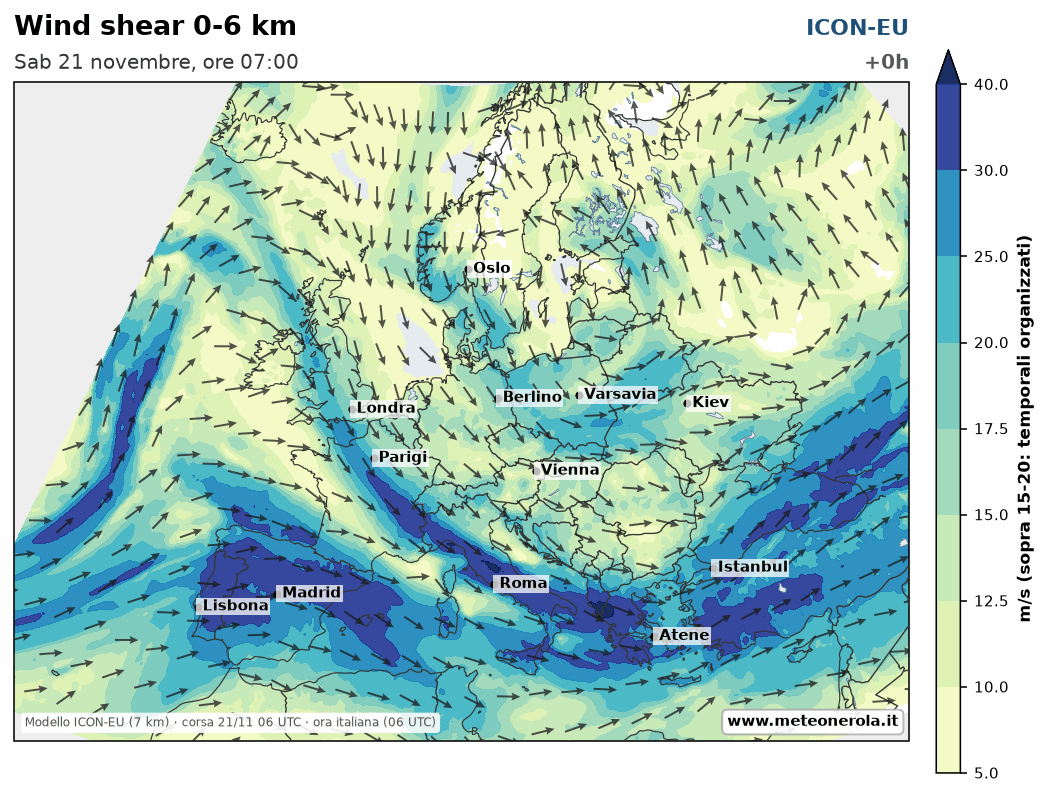 Wind shear 0-6 km
ICON-EU
Sab 21 novembre, ore 07:00
+0h
Oslo
Londra
Berlino
Varsavia
Kiev
Parigi
Vienna
Istanbul
Roma
Madrid
Lisbona
Atene
Modello ICON-EU (7 km) · corsa 21/11 06 UTC · ora italiana (06 UTC)
www.meteonerola.it
40.0
30.0
25.0
20.0
17.5
15.0
12.5
10.0
5.0
m/s (sopra 15-20: temporali organizzati)